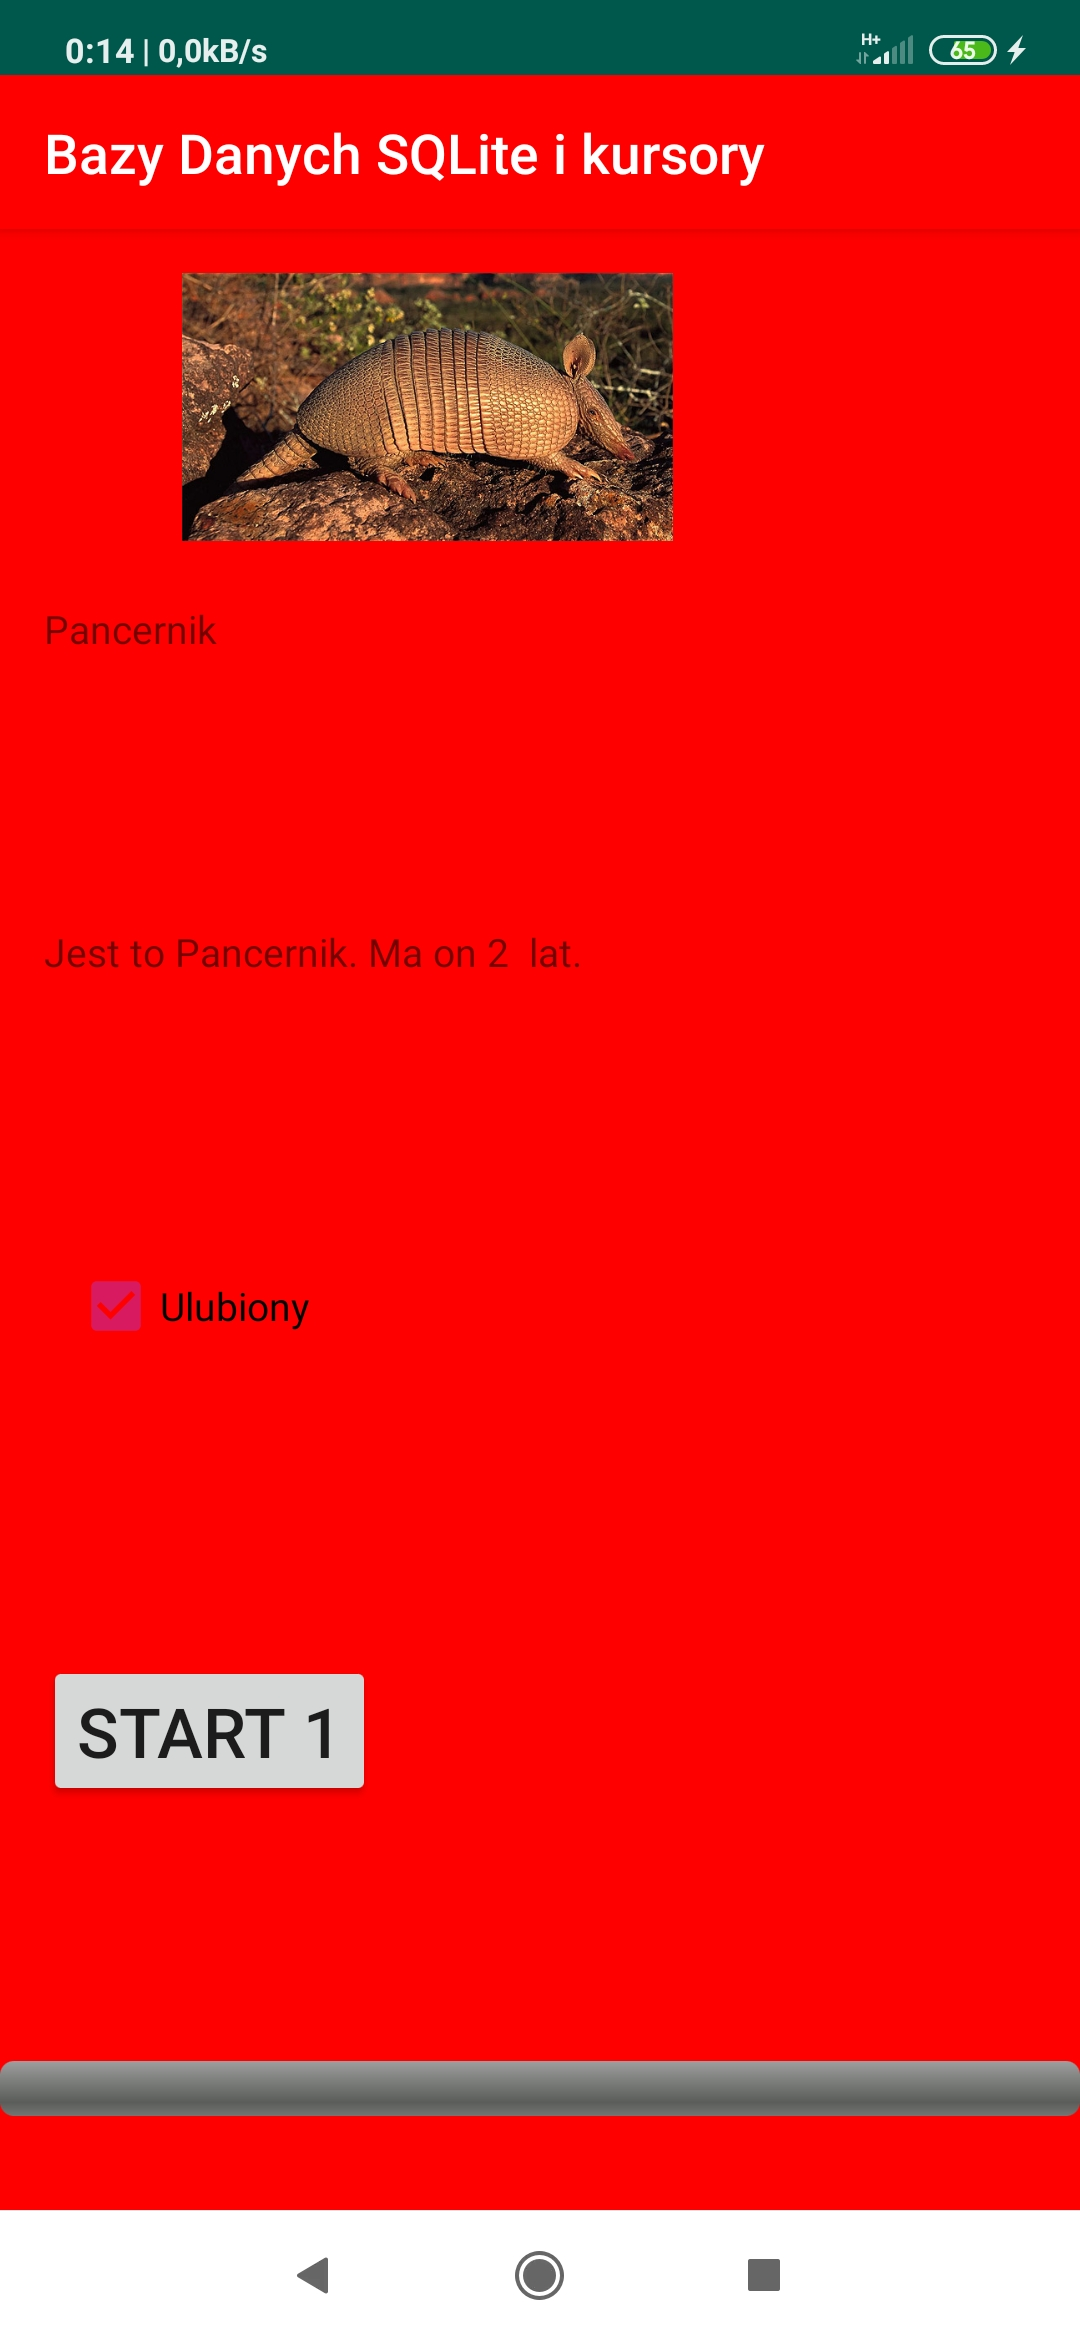 0:14 | 0,0kB/s H+ 65
Bazy Danych SQLite i kursory
Pancernik
Jest to Pancernik. Ma on 2  lat.
Ulubiony
START 1